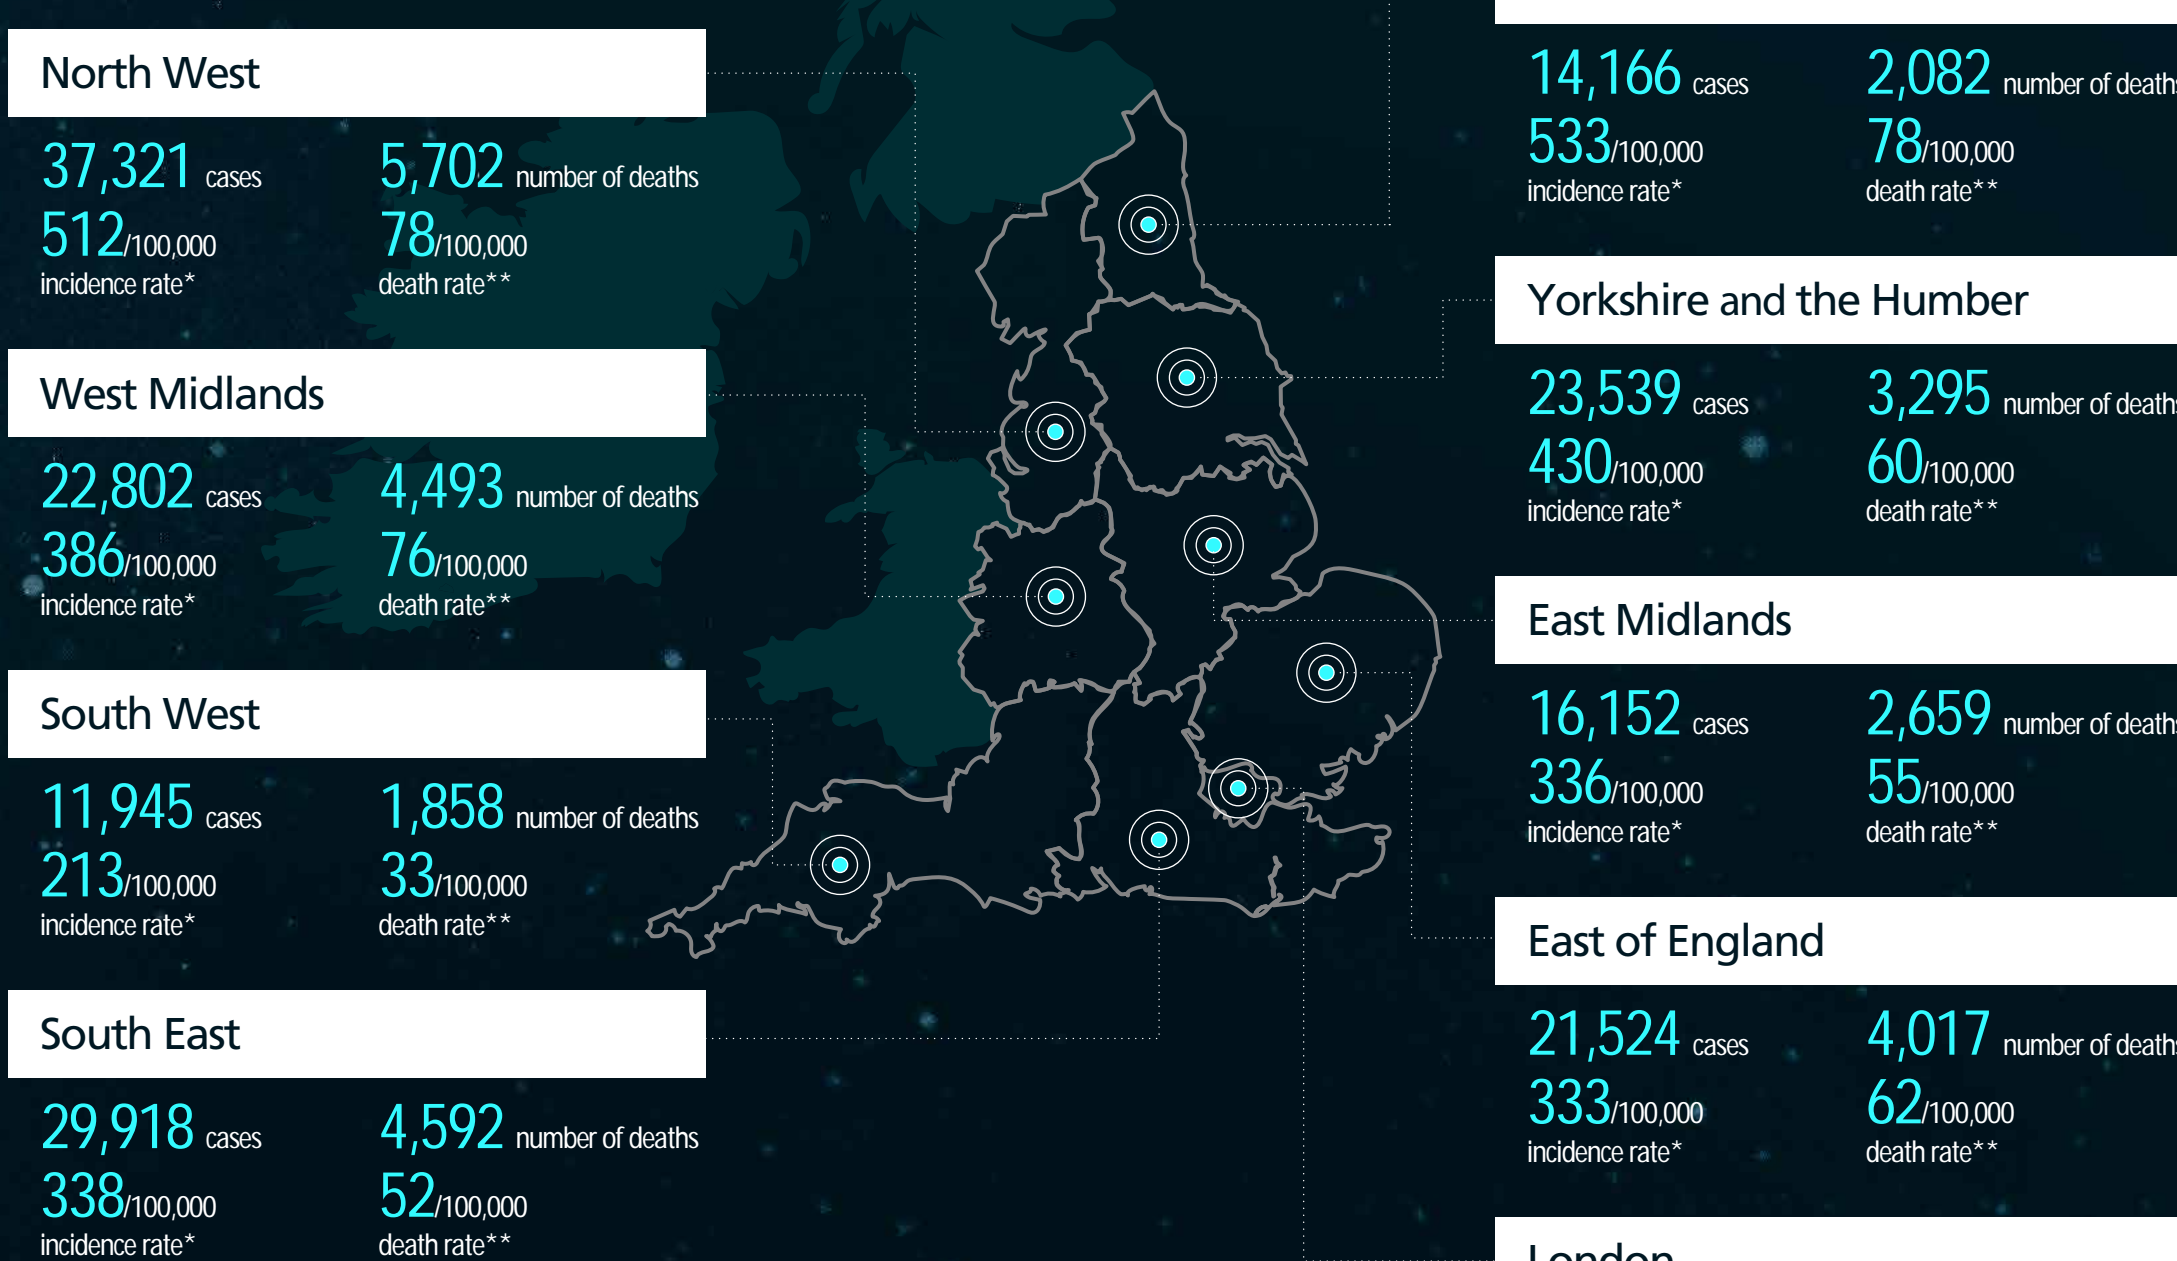 North West
37,321 cases 5,702 number of deaths
512/100,000 78/100,000
incidence rate* death rate**
West Midlands
22,802 cases 4,493 number of deaths
386/100,000 76/100,000
incidence rate* death rate**
South West
11,945 cases 1,858 number of deaths
213/100,000 33/100,000
incidence rate* death rate**
South East
29,918 cases 4,592 number of deaths
338/100,000 52/100,000
incidence rate* death rate**
14,166 cases 2,082 number of deaths
533/100,000 78/100,000
incidence rate* death rate**
Yorkshire and the Humber
23,539 cases 3,295 number of deaths
430/100,000 60/100,000
incidence rate* death rate**
East Midlands
16,152 cases 2,659 number of deaths
336/100,000 55/100,000
incidence rate* death rate**
East of England
21,524 cases 4,017 number of deaths
333/100,000 62/100,000
incidence rate* death rate**
London